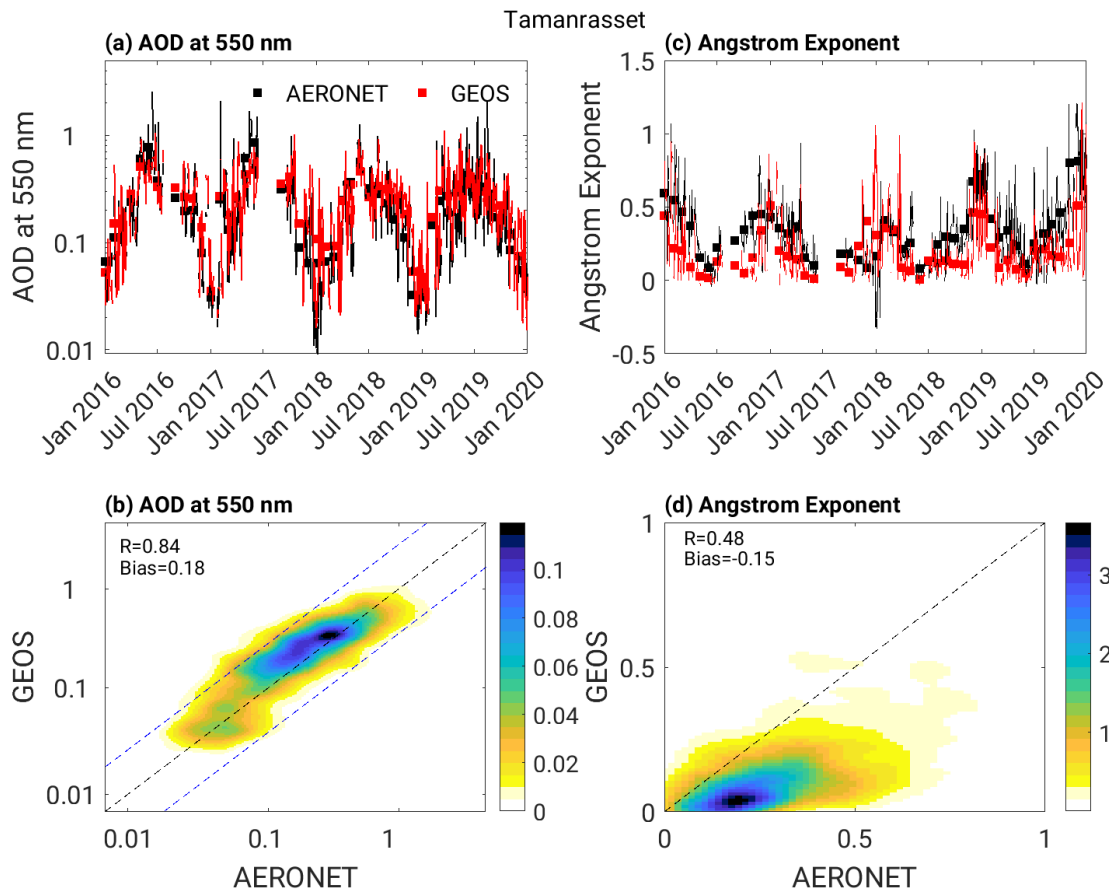 Tamanrasset
(a) AOD at 550 nm
AERONET
GEOS
AOD at 550 nm
1
0.1
0.01
Jan 2016
Jul 2016
Jan 2017
Jul 2017
Jan 2018
Jul 2018
Jan 2019
Jul 2019
Jan 2020
(c) Angstrom Exponent
Angstrom Exponent
1.5
1
0.5
0
-0.5
Jan 2016
Jul 2016
Jan 2017
Jul 2017
Jan 2018
Jul 2018
Jan 2019
Jul 2019
Jan 2020
(b) AOD at 550 nm
R=0.84
Bias=0.18
GEOS
1
0.1
0.01
0.01
0.1
1
AERONET
0.1
0.08
0.06
0.04
0.02
0
(d) Angstrom Exponent
R=0.48
Bias=-0.15
GEOS
1
0.5
0
0
0.5
1
AERONET
3
2
1